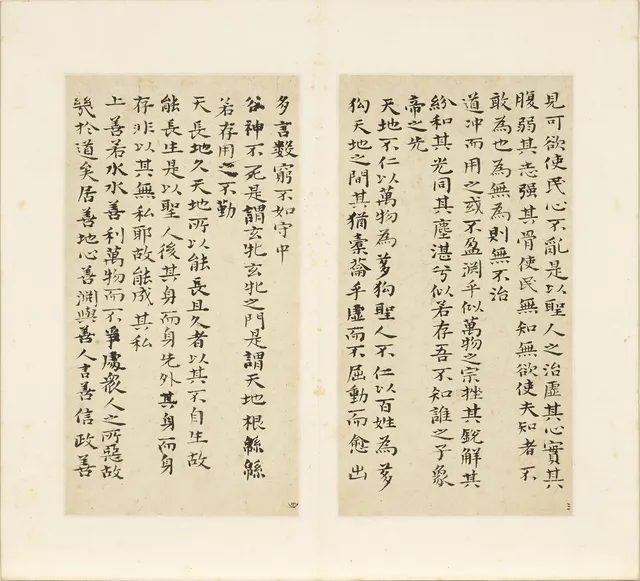 見可欲使民心不亂是以聖人之治虛其心實其
腹弱其志强其骨使民無知無欲使夫知者不
敢為也為無為則無不治
道冲而用之或不盈渊乎似萬物之宗挫其銳解其
紛和其光同其塵湛兮似若存吾不知誰之子象
帝之先
天地不仁以萬物為芻狗聖人不仁以百姓為芻
狗天地之間其猶橐籥乎虛而不屈動而愈出
三
多言數窮不如守中
谷神不死是謂玄牝玄牝之門是謂天地根綿綿
若存用之不勤
天長地久天地所以能長且久者以其不自生故
能長生是以聖人後其身而身先外其身而身
存非以其無私耶故能成其私
上善若水水善利萬物而不爭處衆人之所惡故
幾於道矣居善地心善渊與善人言善信政善
四